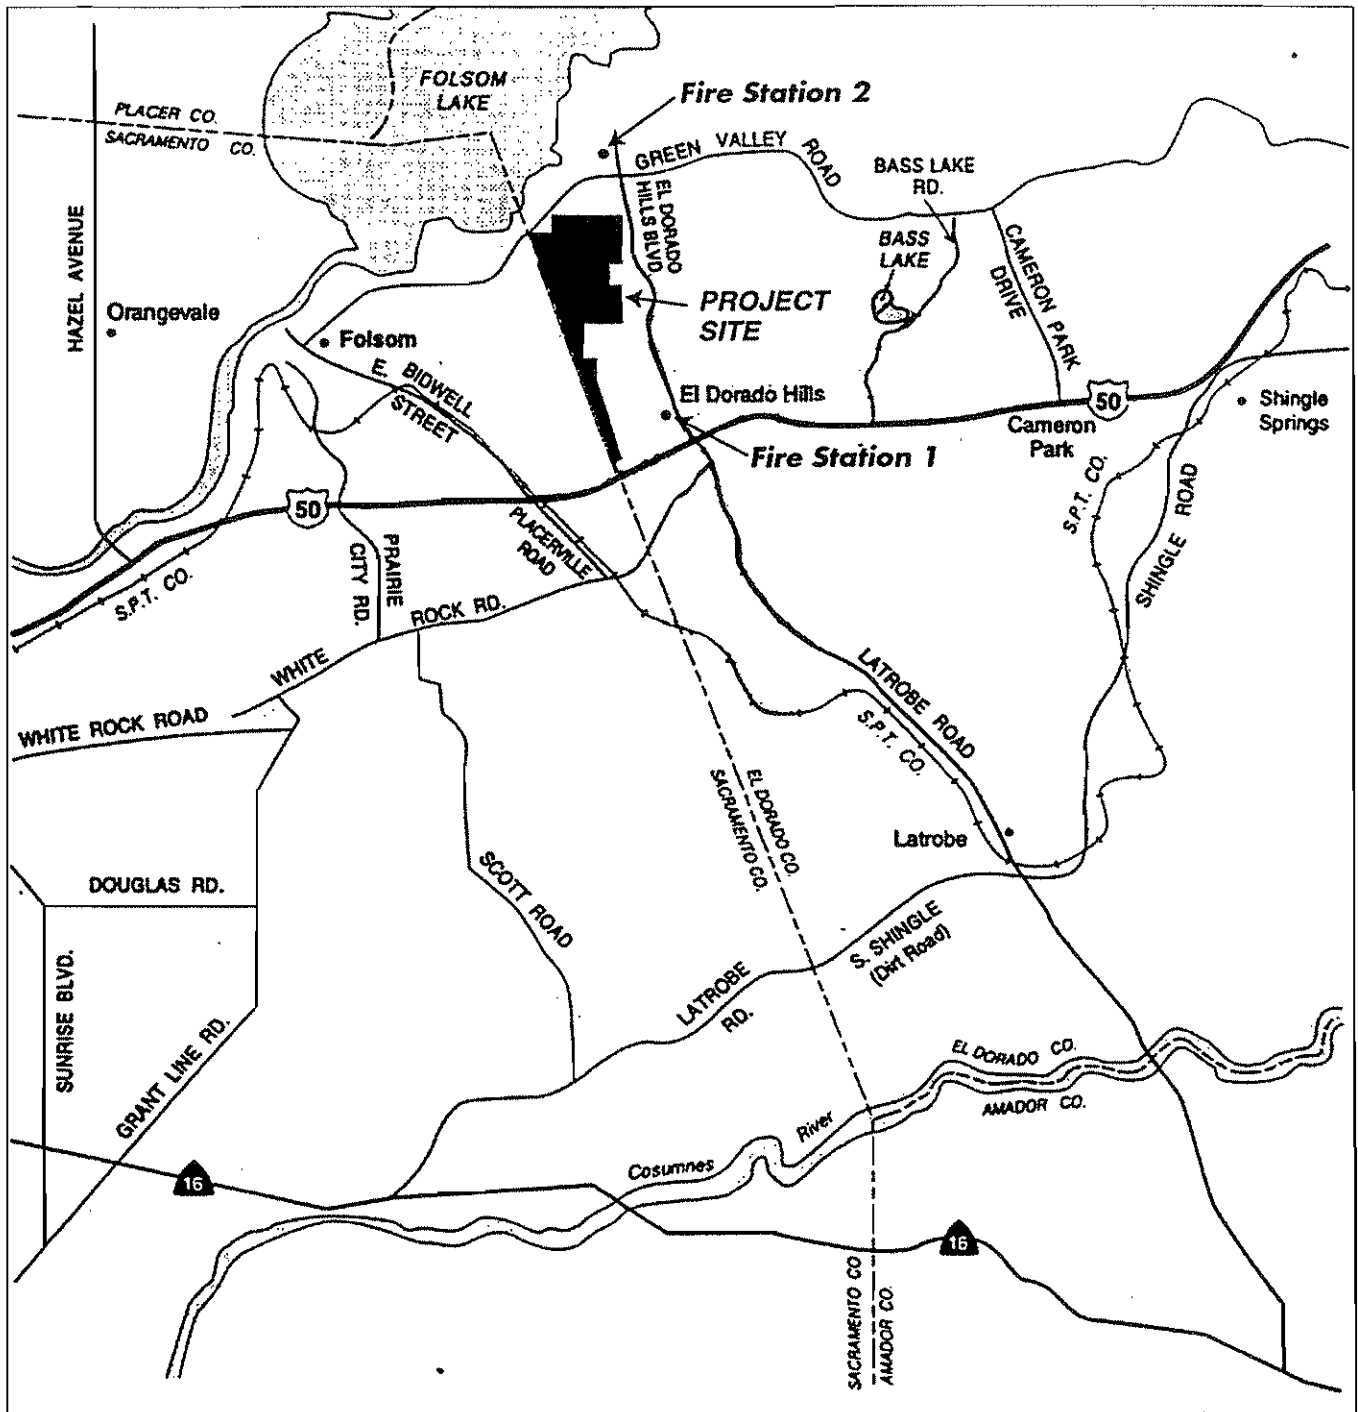 FOLSOM
LAKE
Fire Station 2
PLACER CO.
SACRAMENTO CO.
GREEN VALLEY ROAD
BASS LAKE
RD.
EL DORADO
HILLS BLVD
HAZEL AVENUE
BASS
LAKE
CAMERON PARK
DRIVE
PROJECT
SITE
Orangevale
Folsom
E. BIDWELL
STREET
El Dorado Hills
50
Cameron
Park
Shingle
Springs
Fire Station 1
S.P.T. CO.
SHINGLE ROAD
50
PLACERVILLE
ROAD
PRAIRIE
CITY RD.
S.P.T. CO.
WHITE ROCK RD.
WHITE ROCK ROAD
LATROBE ROAD
S.P.T. CO.
EL DORADO CO.
SACRAMENTO CO.
Latrobe
DOUGLAS RD.
SCOTT ROAD
S. SHINGLE
(Dirt Road)
LATROBE
RD.
SUNRISE BLVD.
GRANT LINE RD.
EL DORADO CO.
AMADOR CO.
Cosumnes River
16
16
SACRAMENTO CO
AMADOR CO.